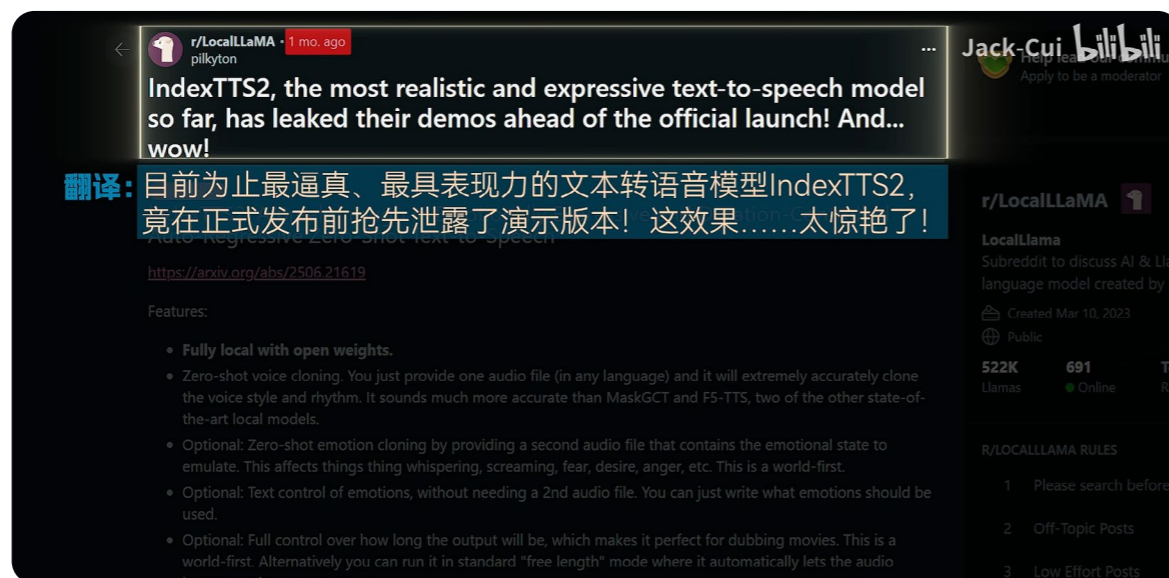 r/LocalLLaMA · 1 mo. ago
pilkyton
IndexTTS2, the most realistic and expressive text-to-speech model
so far, has leaked their demos ahead of the official launch! And...
wow!
翻译：
目前为止最逼真、最具表现力的文本转语音模型IndexTTS2，
竟在正式发布前抢先泄露了演示版本！这效果……太惊艳了！
Auto-Regressive Zero-Shot Text-to-Speech
https://arxiv.org/abs/2506.21619
Features:
• Fully local with open weights.
• Zero-shot voice cloning. You just provide one audio file (in any language) and it will extremely accurately clone
the voice style and rhythm. It sounds much more accurate than MaskGCT and F5-TTS, two of the other state-of-
the-art local models.
• Optional: Zero-shot emotion cloning by providing a second audio file that contains the emotional state to
emulate. This affects things thing whispering, screaming, fear, desire, anger, etc. This is a world-first.
• Optional: Text control of emotions, without needing a 2nd audio file. You can just write what emotions should be
used.
• Optional: Full control over how long the output will be, which makes it perfect for dubbing movies. This is a
world-first. Alternatively you can run it in standard "free length" mode where it automatically lets the audio
Jack-Cui bilibili
Apply to be a moderator
r/LocalLLaMA
LocalLlama
Subreddit to discuss AI &
language model created by
Created Mar 10, 2023
Public
522K 691
Llamas Online
R/LOCALLLAMA RULES
1 Please search before
2 Off-Topic Posts
3 Low Effort Posts